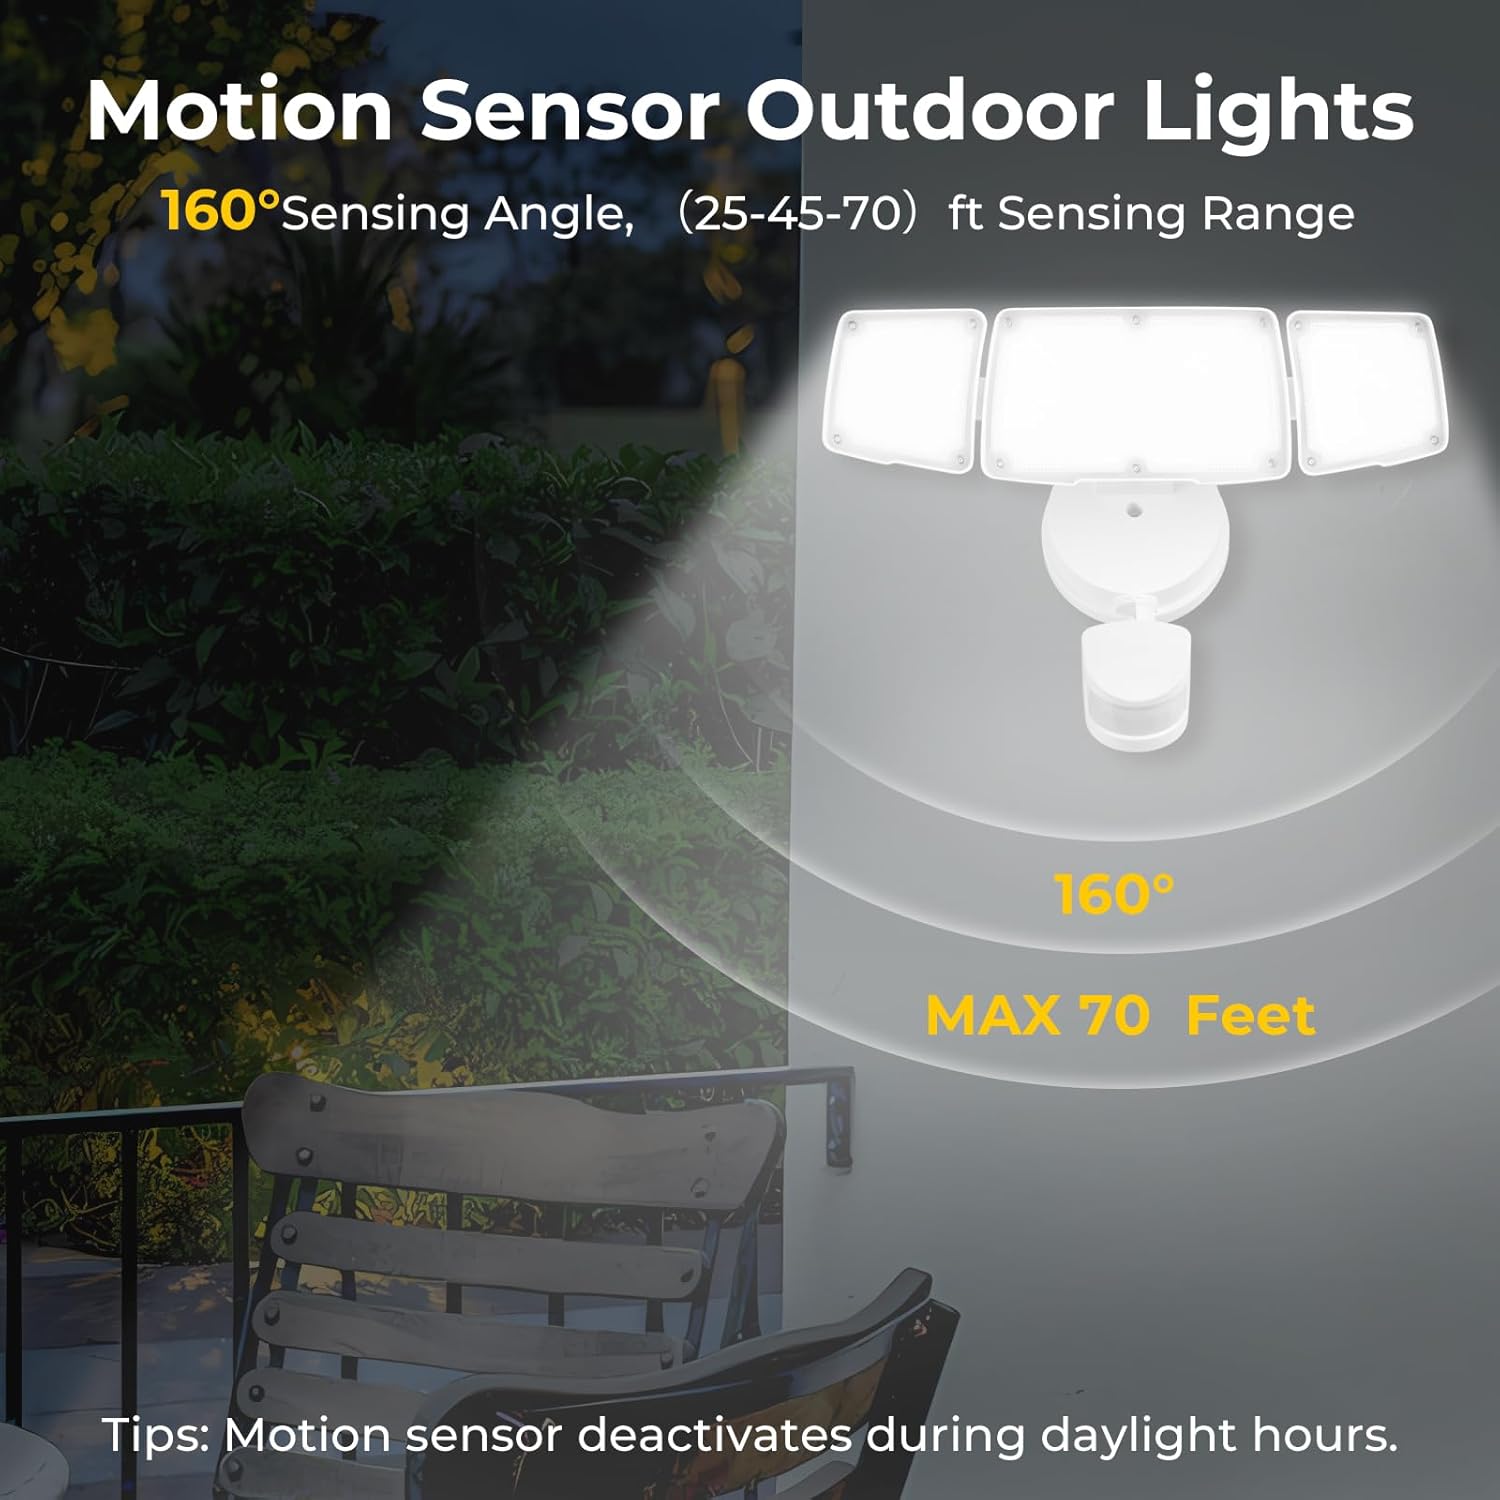 Motion Sensor Outdoor Lights
160°Sensing Angle, （25-45-70）ft Sensing Range
160°
MAX 70 Feet
Tips: Motion sensor deactivates during daylight hours.